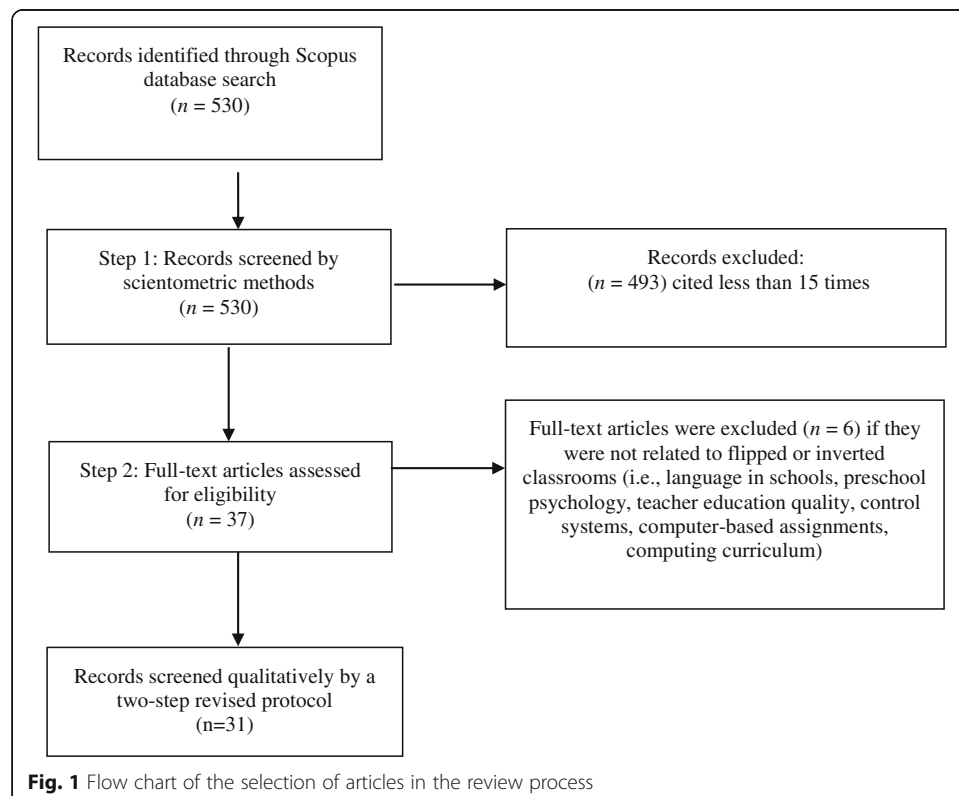 Records identified through Scopus
database search
(n = 530)
Step 1: Records screened by
scientometric methods
(n = 530)
Records excluded:
(n = 493) cited less than 15 times
Step 2: Full-text articles assessed
for eligibility
(n = 37)
Full-text articles were excluded (n = 6) if they
were not related to flipped or inverted
classrooms (i.e., language in schools, preschool
psychology, teacher education quality, control
systems, computer-based assignments,
computing curriculum)
Records screened qualitatively by a
two-step revised protocol
(n=31)
Fig. 1 Flow chart of the selection of articles in the review process